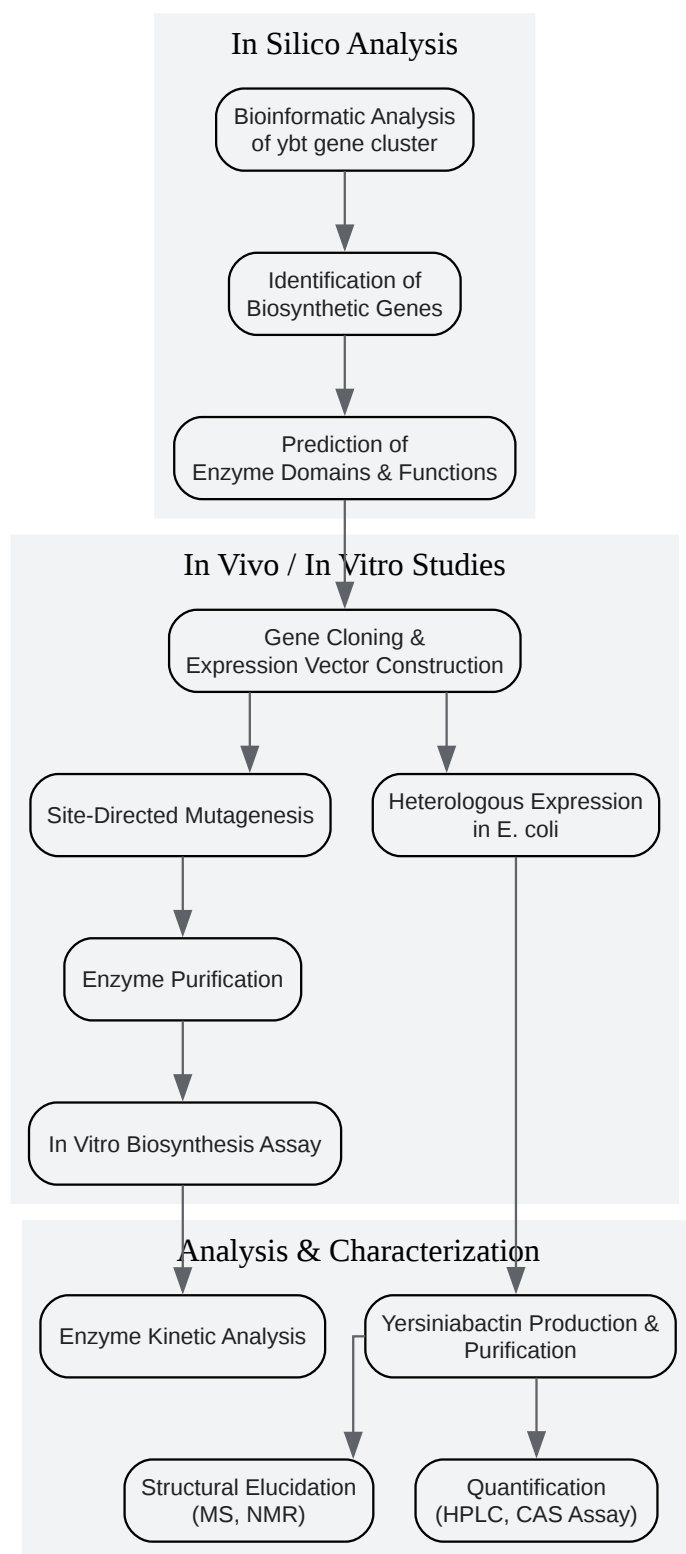 In Silico Analysis
Bioinformatic Analysis
of ybt gene cluster
Identification of
Biosynthetic Genes
Prediction of
Enzyme Domains & Functions
In Vivo / In Vitro Studies
Gene Cloning &
Expression Vector Construction
Site-Directed Mutagenesis
Heterologous Expression
in E. coli
Enzyme Purification
In Vitro Biosynthesis Assay
Analysis & Characterization
Enzyme Kinetic Analysis
Yersiniabactin Production &
Purification
Structural Elucidation
(MS, NMR)
Quantification
(HPLC, CAS Assay)